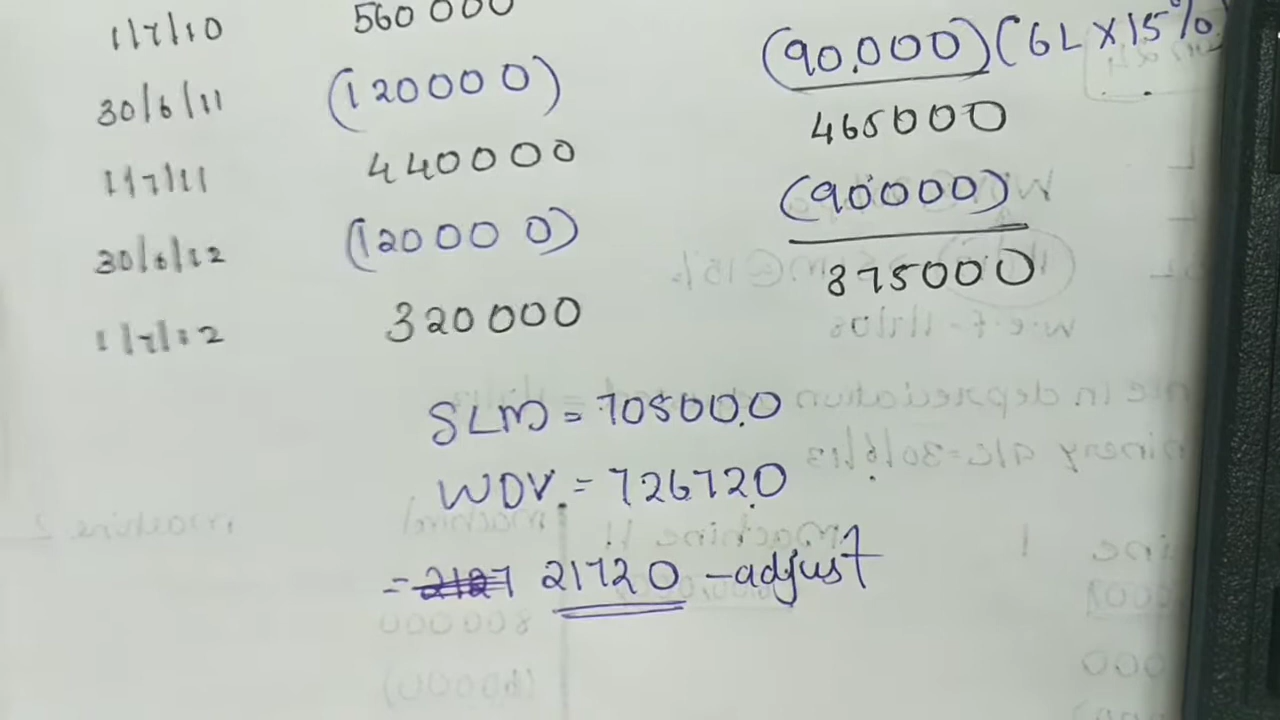 1/7/10 560000
(90,000) (6L X 15%
30/6/11 (120000)
465000
1/7/11 440000
(90000)
30/6/12 (120000)
375000
1/7/12 320000
SLM = 705000
WDV = 726720
= 21720 - adjust